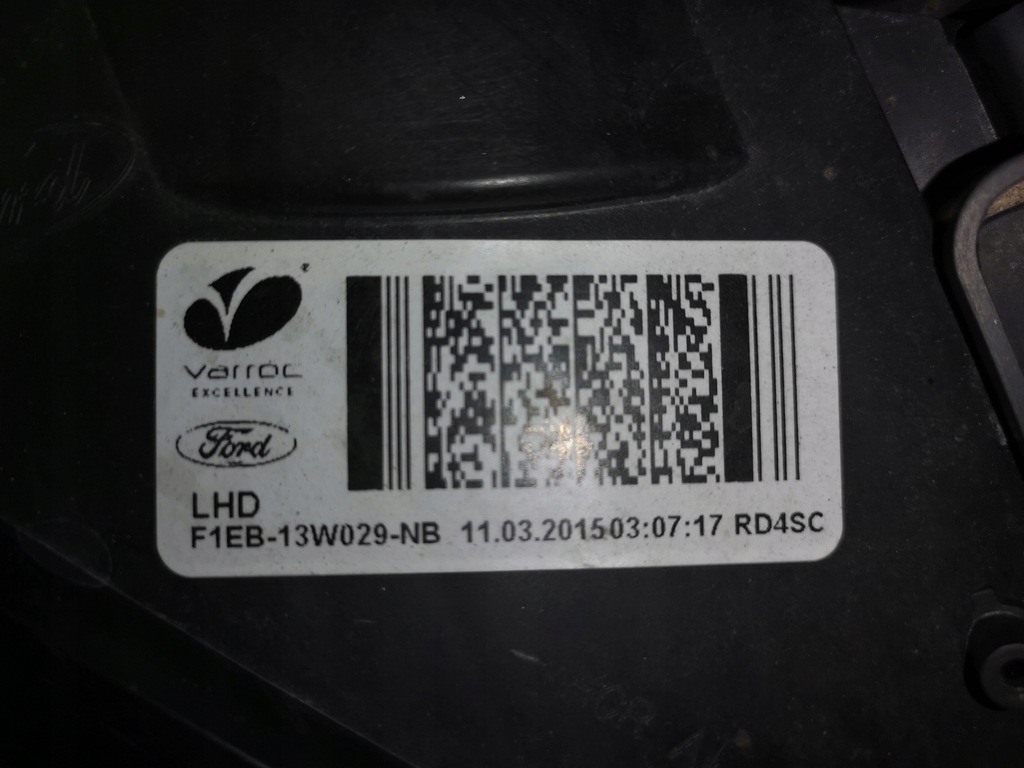 varroc
EXCELLENCE
Ford
LHD
F1EB-13W029-NB 11.03.2015 03:07:17 RD4SC